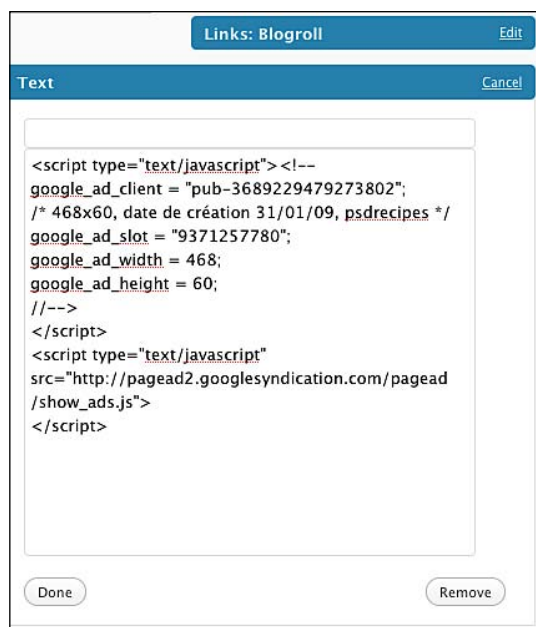 Links: Blogroll Edit
Text Cancel
<script type="text/javascript"><!--
google_ad_client = "pub-3689229479273802";
/* 468x60, date de création 31/01/09, psdrecipes */
google_ad_slot = "9371257780";
google_ad_width = 468;
google_ad_height = 60;
//-->
</script>
<script type="text/javascript"
src="http://pagead2.googlesyndication.com/pagead
/show_ads.js">
</script>
Done Remove